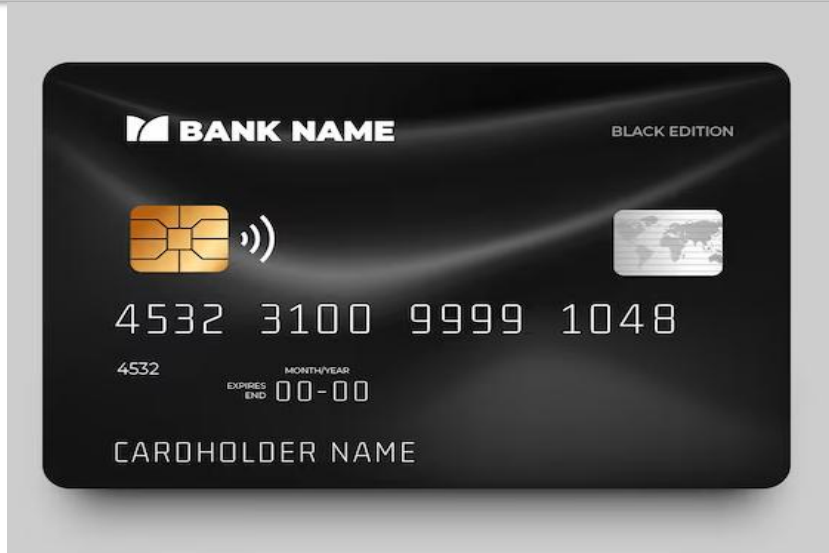 BANK NAME
BLACK EDITION
4532 3100 9999 1048
4532
MONTH/YEAR
EXPIRES END 00-00
CARDHOLDER NAME